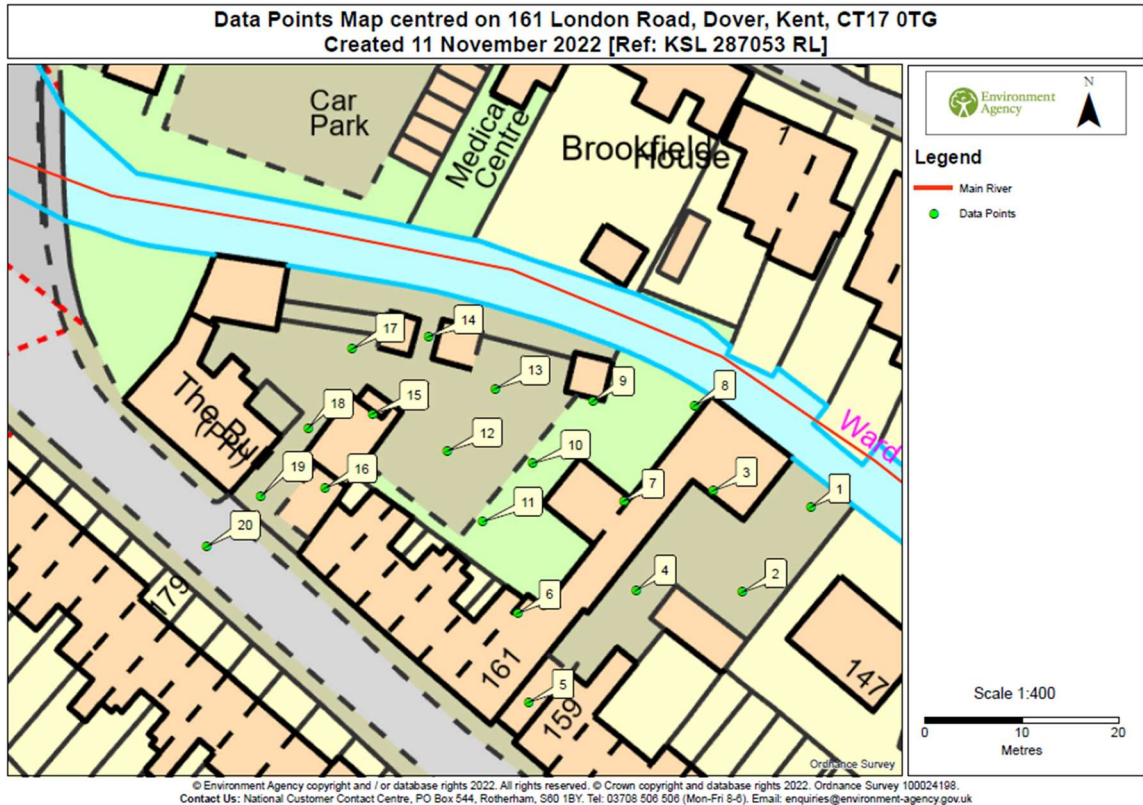 Data Points Map centred on 161 London Road, Dover, Kent, CT17 0TG
Created 11 November 2022 [Ref: KSL 287053 RL]
Environment
Agency
N
Legend
Main River
Data Points
Car
Park
Medical
Centre
Brookfield
House
1
17
14
13
9
8
15
18
12
10
3
1
19
16
11
7
20
4
2
6
5
The Bul
(PH)
Ward
179
161
159
147
Scale 1:400
0 10 20
Metres
Ordnance Survey
© Environment Agency copyright and / or database rights 2022. All rights reserved. © Crown copyright and database rights 2022. Ordnance Survey 100024198.
Contact Us: National Customer Contact Centre, PO Box 544, Rotherham, S60 1BY. Tel: 03708 506 506 (Mon-Fri 8-6). Email: enquiries@environment-agency.gov.uk